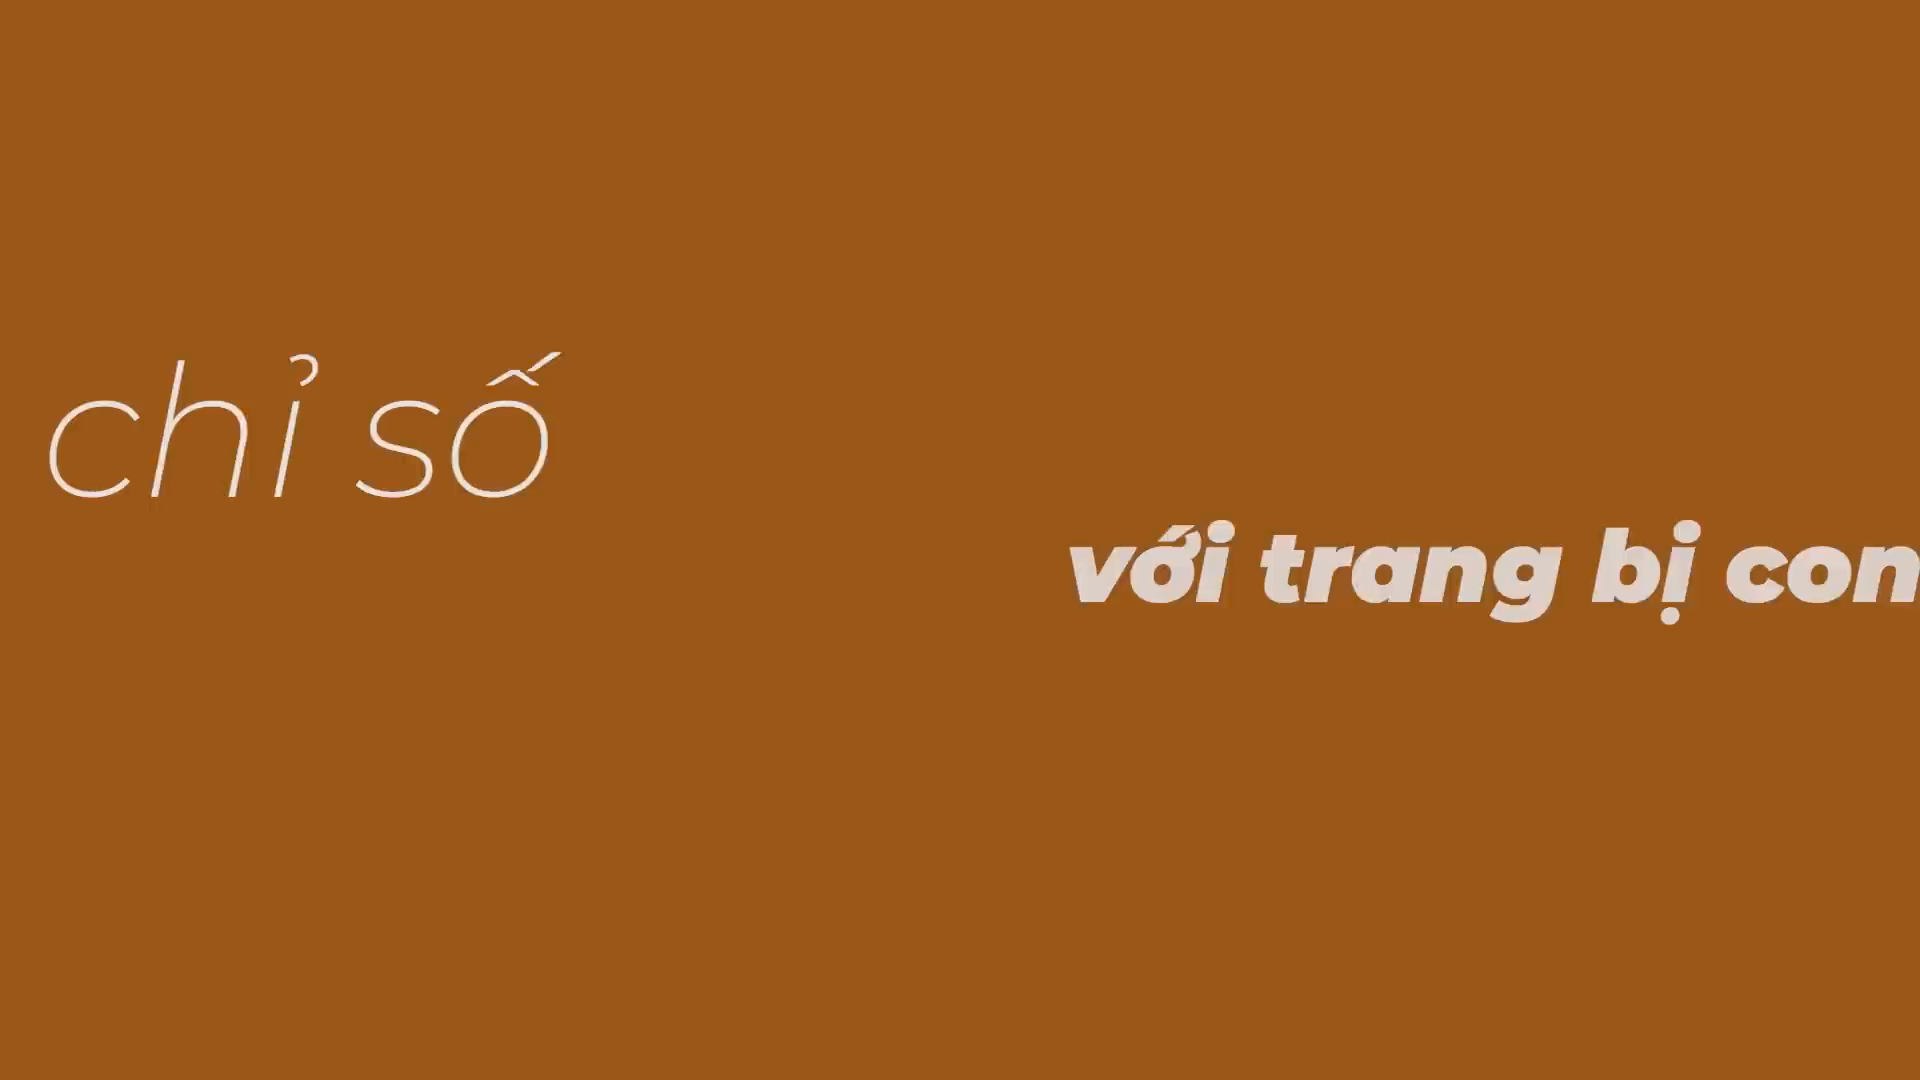 chỉ số
với trang bị con